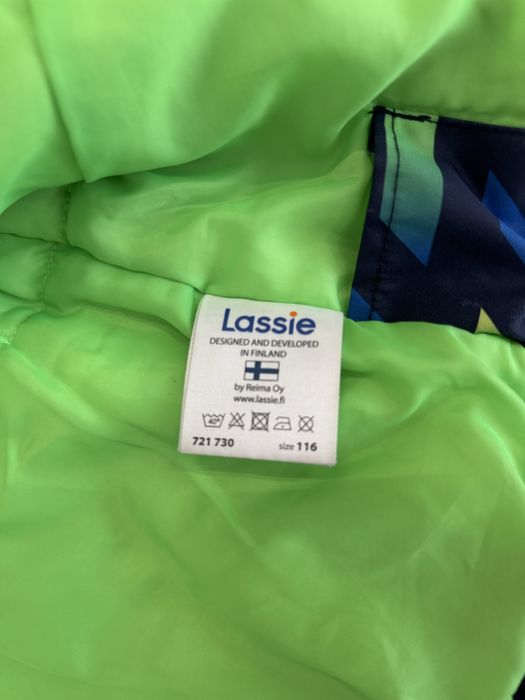 Lassie
DESIGNED AND DEVELOPED
IN FINLAND
by Reima Oy
www.lassie.fi
40°
721 730 size 116